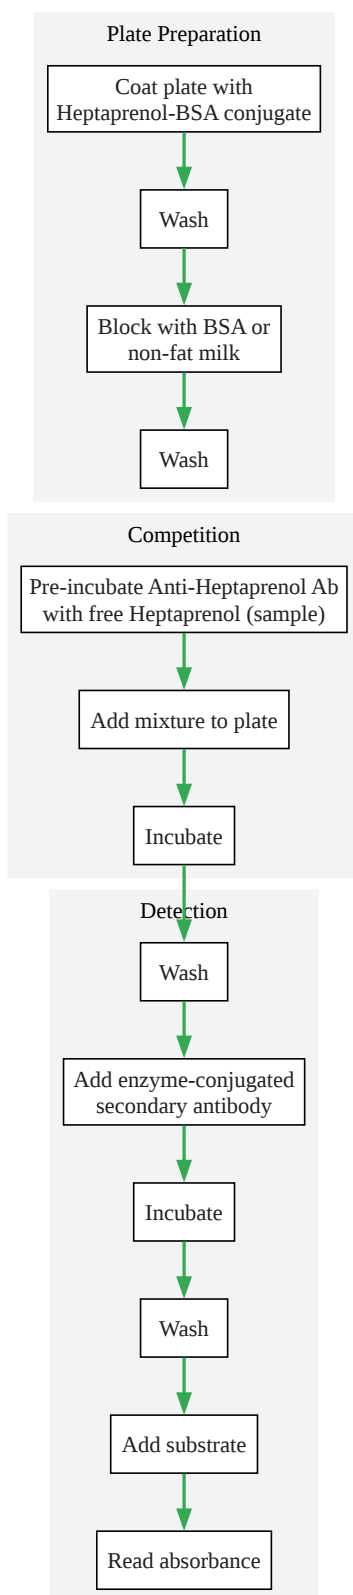 Plate Preparation
Coat plate with
Heptaprenol-BSA conjugate
Wash
Block with BSA or
non-fat milk
Wash
Competition
Pre-incubate Anti-Heptaprenol Ab
with free Heptaprenol (sample)
Add mixture to plate
Incubate
Detection
Wash
Add enzyme-conjugated
secondary antibody
Incubate
Wash
Add substrate
Read absorbance